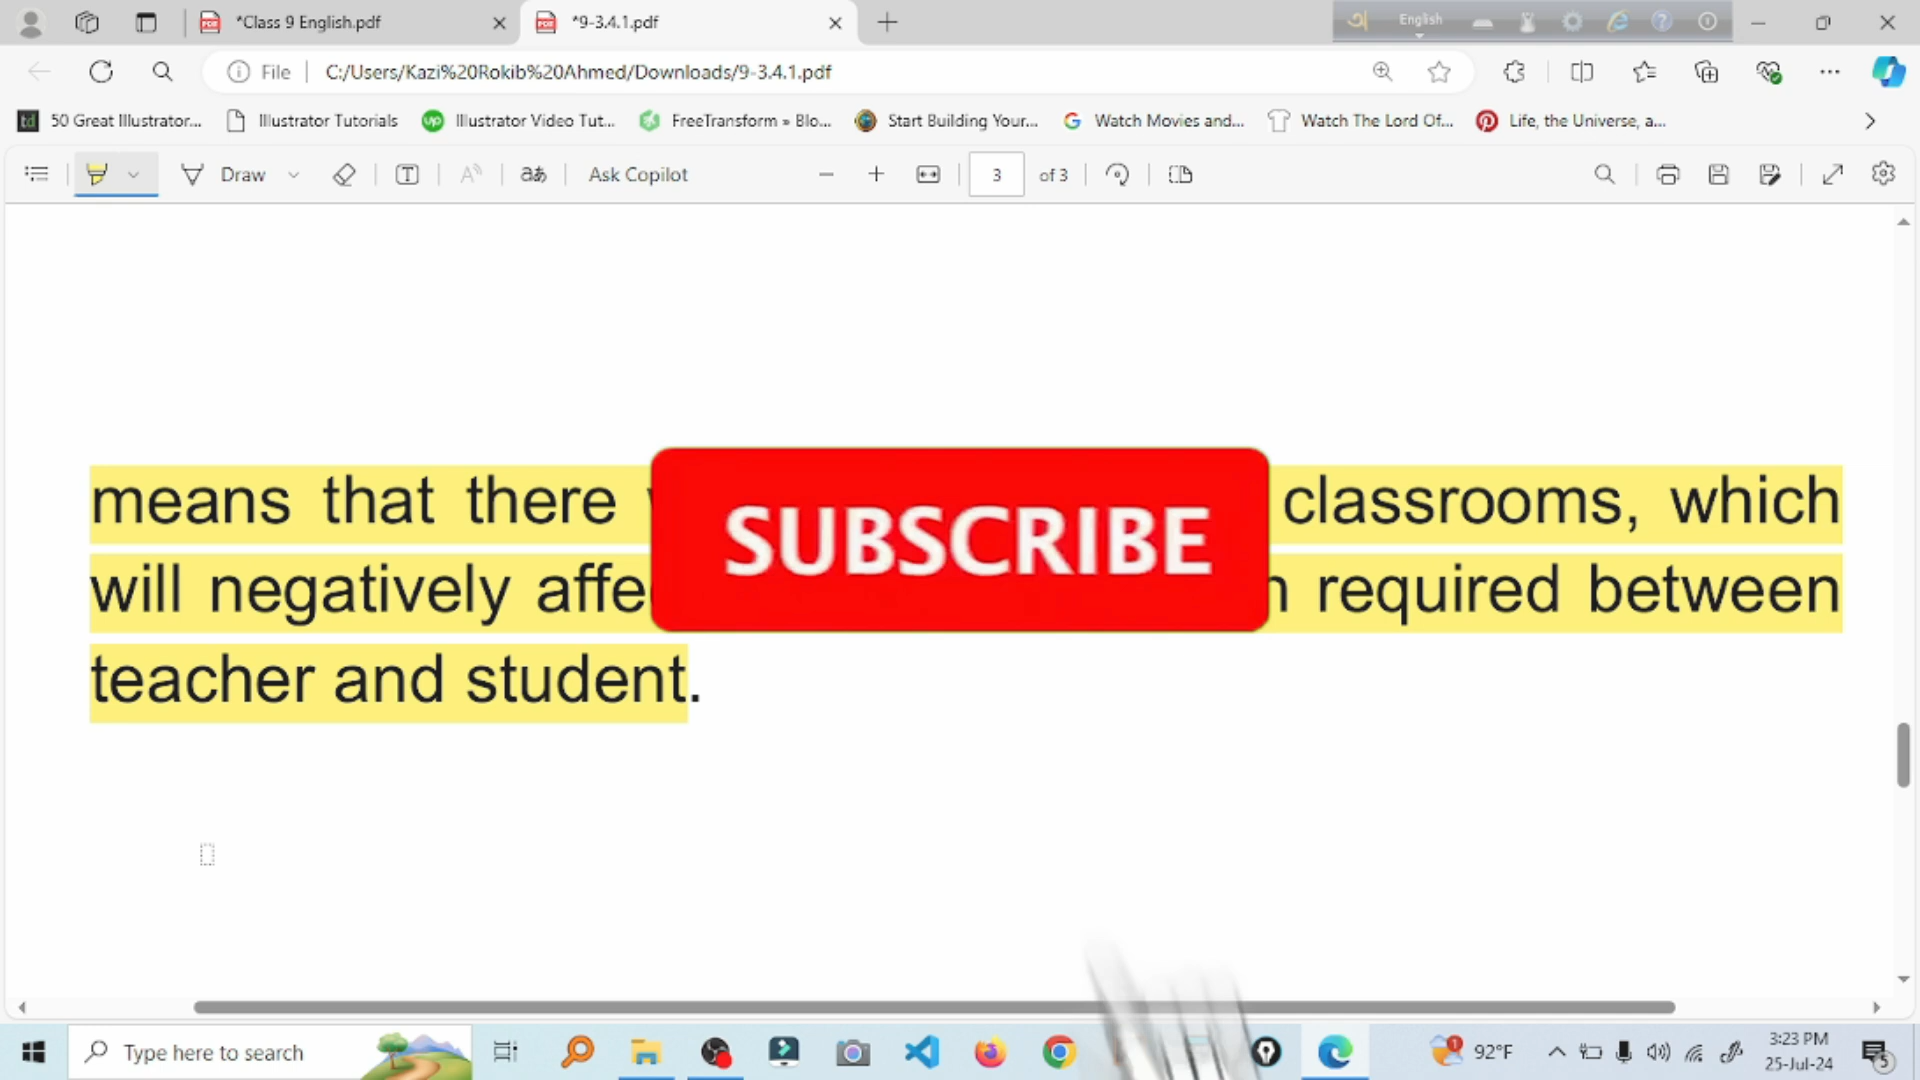 *Class 9 English.pdf
*9-3.4.1.pdf
English
File
C:/Users/Kazi%20Rokib%20Ahmed/Downloads/9-3.4.1.pdf
50 Great Illustrator...
Illustrator Tutorials
Illustrator Video Tut...
FreeTransform » Blo...
Start Building Your...
Watch Movies and...
Watch The Lord Of...
Life, the Universe, a...
Draw
Ask Copilot
3
of 3
means that there classrooms, which
SUBSCRIBE
will negatively required between
teacher and student.
Type here to search
92°F
3:23 PM
25-Jul-24
5